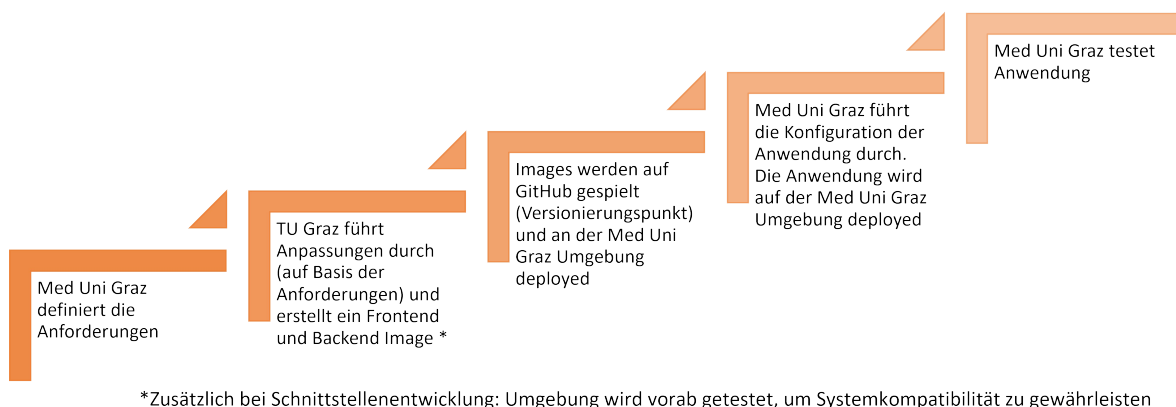 Med Uni Graz
definiert die
Anforderungen
TU Graz führt
Anpassungen durch
(auf Basis der
Anforderungen) und
erstellt ein Frontend
und Backend Image *
Images werden auf
GitHub gespielt
(Versionierungspunkt)
und an der Med Uni
Graz Umgebung
deployed
Med Uni Graz führt
die Konfiguration der
Anwendung durch.
Die Anwendung wird
auf der Med Uni Graz
Umgebung deployed
Med Uni Graz testet
Anwendung
*Zusätzlich bei Schnittstellenentwicklung: Umgebung wird vorab getestet, um Systemkompatibilität zu gewährleisten